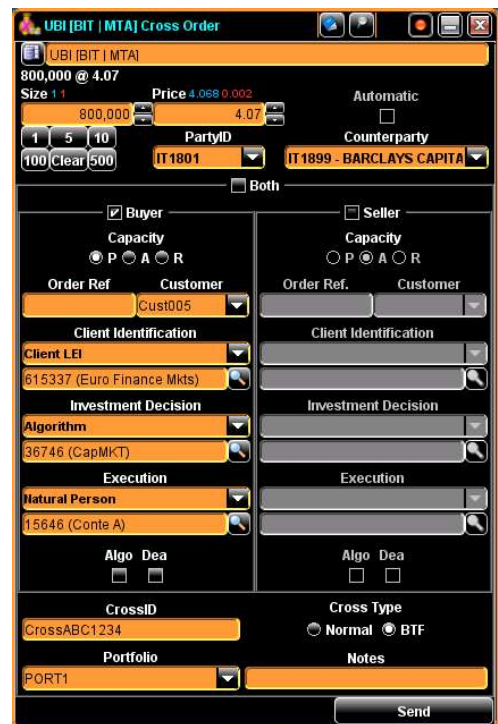 UBI [BIT | MTA] Cross Order
UBI [BIT | MTA]
800,000 @ 4.07
Size 1 1 Price 4.068 0.002 Automatic
800,000 4.07
1 5 10 PartyID Counterparty
100 Clear 500 IT1801 IT1899 - BARCLAYS CAPITA
Both
Buyer Seller
Capacity Capacity
P A R P A R
Order Ref Customer Order Ref. Customer
Cust005
Client Identification Client Identification
Client LEI
615337 (Euro Finance Mkts)
Investment Decision Investment Decision
Algorithm
36746 (CapMKT)
Execution Execution
Natural Person
15646 (Conte A)
Algo Dea Algo Dea
CrossID Cross Type
CrossABC1234 Normal BTF
Portfolio Notes
PORT1
Send